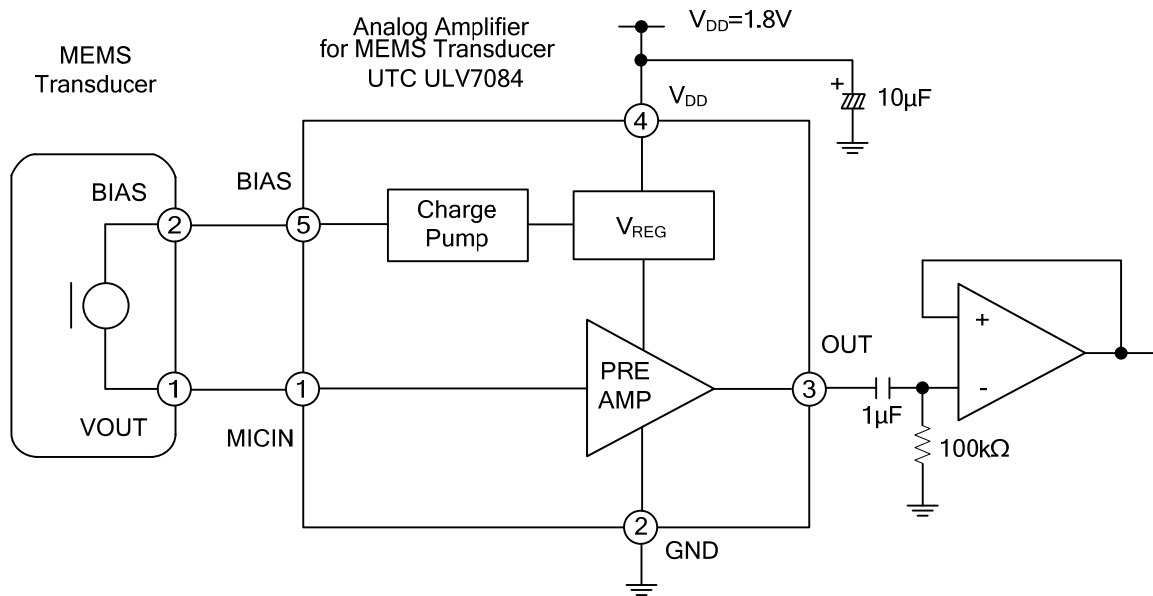 MEMS
Transducer
Analog Amplifier
for MEMS Transducer
UTC ULV7084
VDD=1.8V
VDD
+
10µF
4
BIAS
2
BIAS
5
Charge
Pump
VREG
PRE
AMP
1
VOUT
1
MICIN
OUT
3
1µF
100kΩ
+
-
2
GND